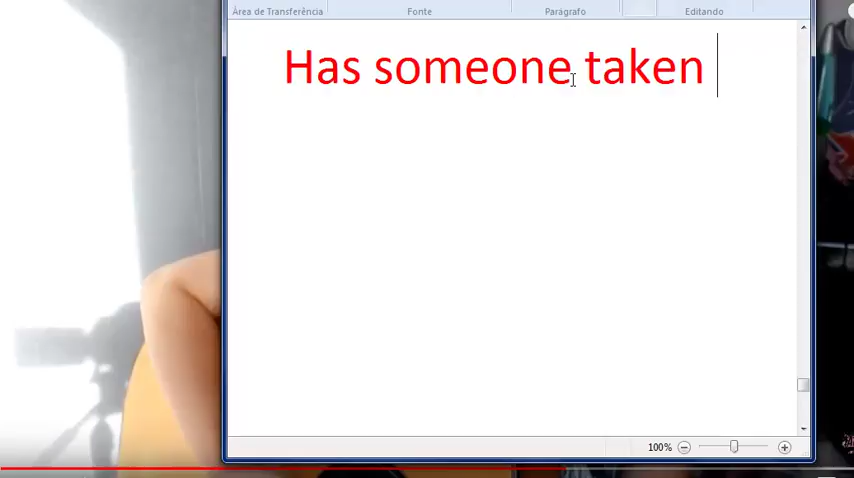 Área de Transferência Fonte Parágrafo Editando
Has someone taken
100%